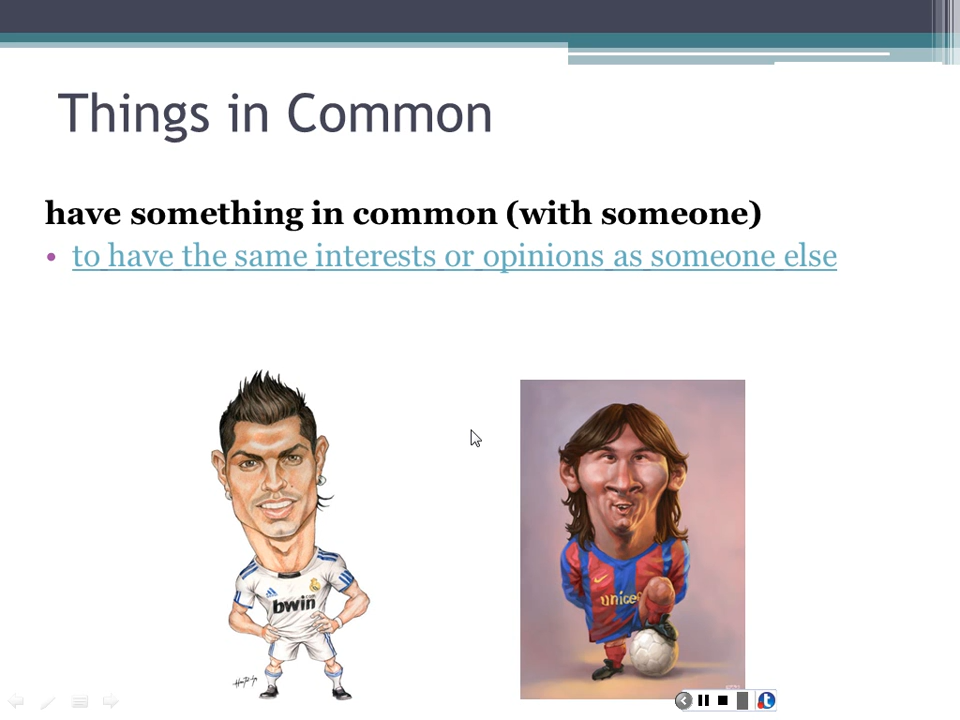 Things in Common
have something in common (with someone)
• to have the same interests or opinions as someone else
bwin
unicef